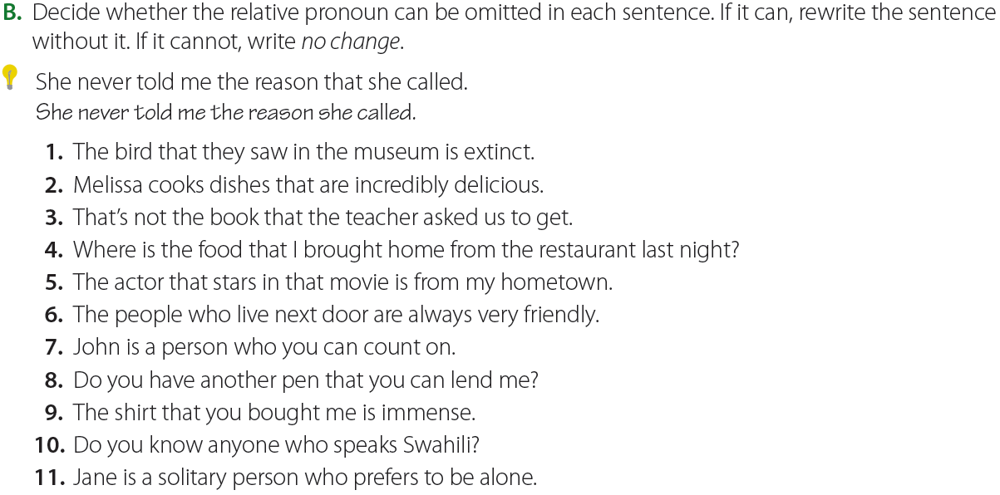 B. Decide whether the relative pronoun can be omitted in each sentence. If it can, rewrite the sentence
without it. If it cannot, write no change.
She never told me the reason that she called.
She never told me the reason she called.
1. The bird that they saw in the museum is extinct.
2. Melissa cooks dishes that are incredibly delicious.
3. That’s not the book that the teacher asked us to get.
4. Where is the food that I brought home from the restaurant last night?
5. The actor that stars in that movie is from my hometown.
6. The people who live next door are always very friendly.
7. John is a person who you can count on.
8. Do you have another pen that you can lend me?
9. The shirt that you bought me is immense.
10. Do you know anyone who speaks Swahili?
11. Jane is a solitary person who prefers to be alone.